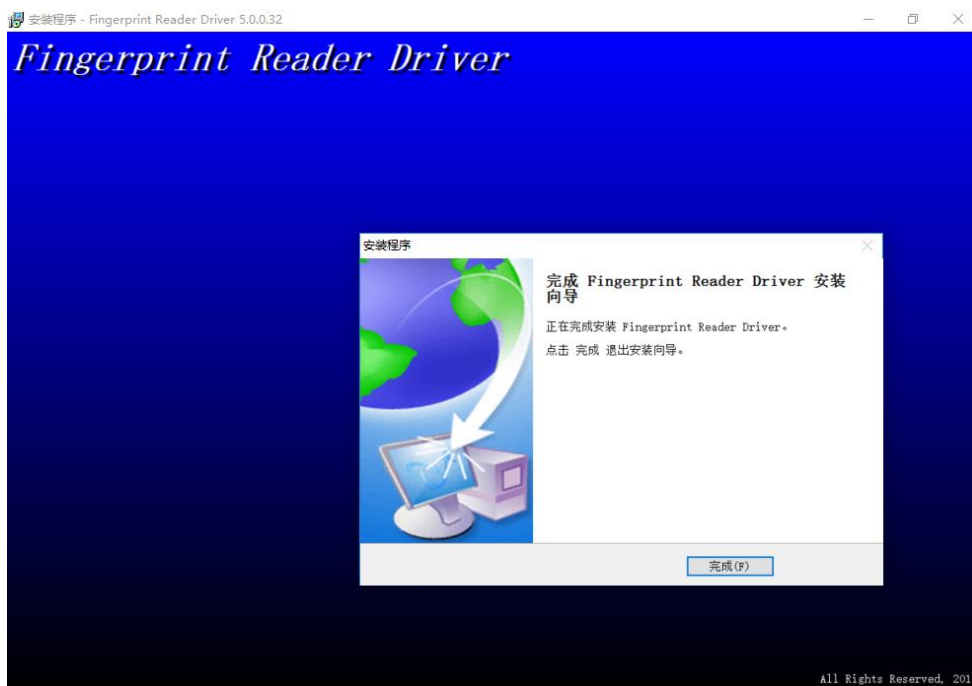 安装程序 - Fingerprint Reader Driver 5.0.0.32
Fingerprint Reader Driver
安装程序
完成 Fingerprint Reader Driver 安装
向导
正在完成安装 Fingerprint Reader Driver。
点击 完成 退出安装向导。
完成(F)
All Rights Reserved, 201